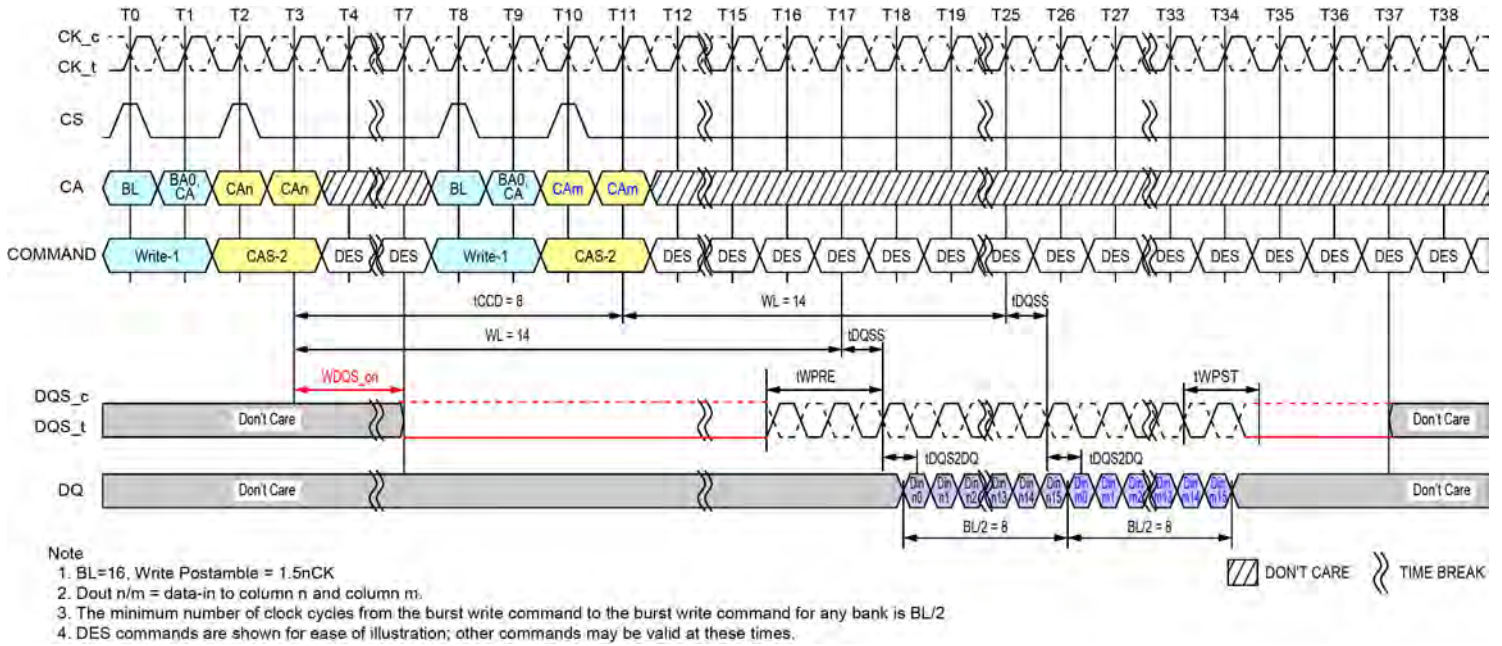 T0 T1 T2 T4 T7 T8 T9 T10 T11 T12 T15 T16 T17 T18 T19 T25 T26 T27 T33 T34 T35 T36 T37 T38
CK_c
CK_t
CS
CA BL BA0, CA CAn CAn BL BA0, CA CAm CAm
COMMAND Write-1 CAS-2 DES DES Write-1 CAS-2 DES DES DES DES DES DES DES DES DES DES DES DES DES DES DES
tCCD = 8 WL = 14 tDQSS
WL = 14 tDQSS
WDQS_on tWPRE tWPST
DQS_c
DQS_t Don't Care Don't Care
tDQS2DQ tDQS2DQ
DQ Don't Care Din n0 Din n1 Din n2 Din n13 Din n14 Din n15 Din m0 Din m1 Din m2 Din m13 Din m14 Din m15 Don't Care
BL/2 = 8 BL/2 = 8
Note
1. BL=16, Write Postamble = 1.5nCK
2. Dout n/m = data-in to column n and column m.
3. The minimum number of clock cycles from the burst write command to the burst write command for any bank is BL/2
4. DES commands are shown for ease of illustration; other commands may be valid at these times.
DON'T CARE TIME BREAK